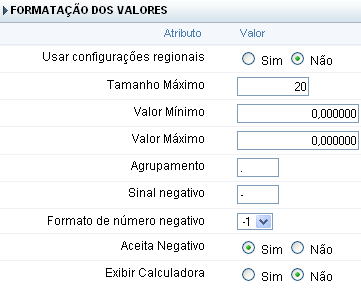 FORMATAÇÃO DOS VALORES
Atributo Valor
Usar configurações regionais Sim Não
Tamanho Máximo 20
Valor Mínimo 0,000000
Valor Máximo 0,000000
Agrupamento .
Sinal negativo -
Formato de número negativo -1
Aceita Negativo Sim Não
Exibir Calculadora Sim Não